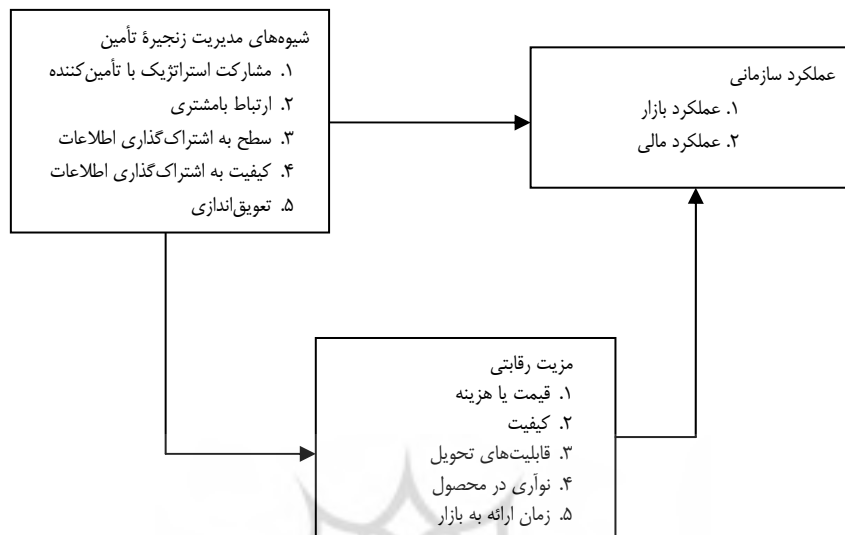 شیوه‌های مدیریت زنجیرۀ تأمین
۱. مشارکت استراتژیک با تأمین‌کننده
۲. ارتباط بامشتری
۳. سطح به اشتراک‌گذاری اطلاعات
۴. کیفیت به اشتراک‌گذاری اطلاعات
۵. تعویق‌اندازی
عملکرد سازمانی
۱. عملکرد بازار
۲. عملکرد مالی
مزیت رقابتی
۱. قیمت یا هزینه
۲. کیفیت
۳. قابلیت‌های تحویل
۴. نوآری در محصول
۵. زمان ارائه به بازار